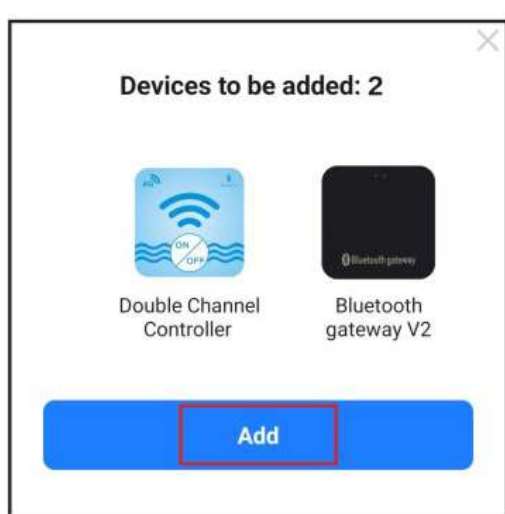 Devices to be added: 2
ON
OFF
Bluetooth gateway
Double Channel
Controller
Bluetooth
gateway V2
Add